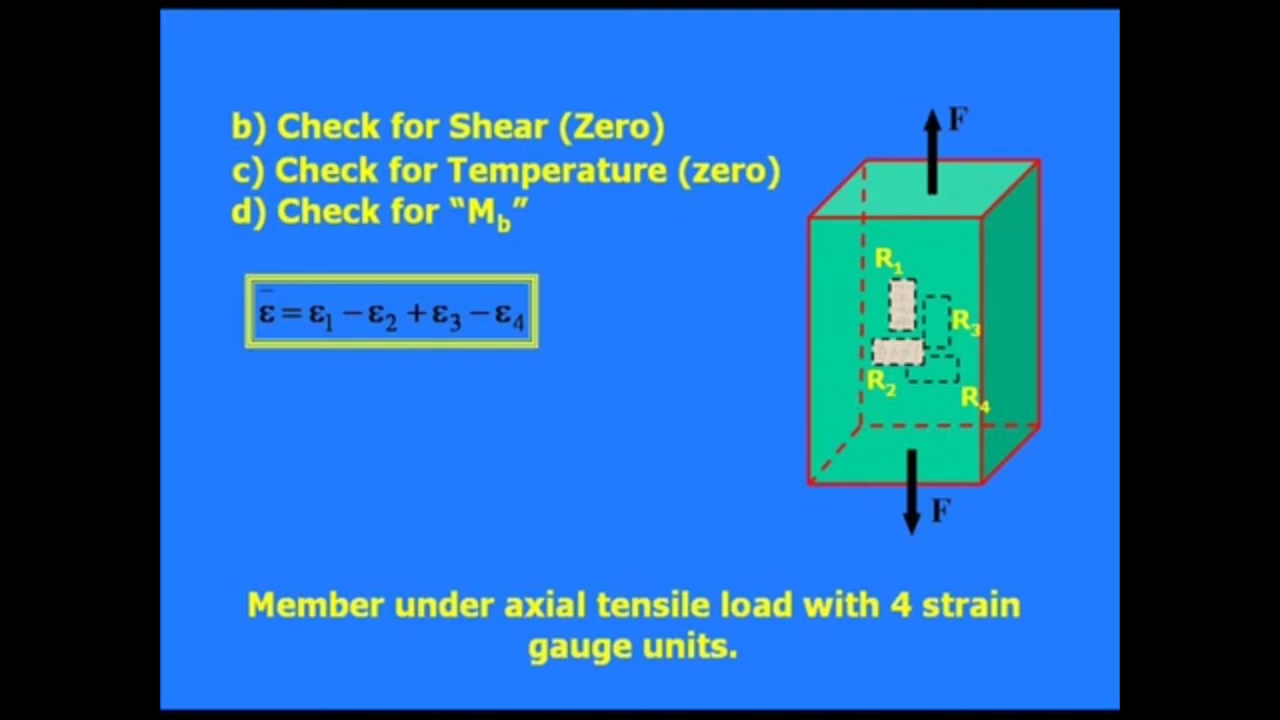 b) Check for Shear (Zero)
c) Check for Temperature (zero)
d) Check for “M_b”
ε̄ = ε₁ − ε₂ + ε₃ − ε₄
F
R₁
R₃
R₂
R₄
F
Member under axial tensile load with 4 strain
gauge units.